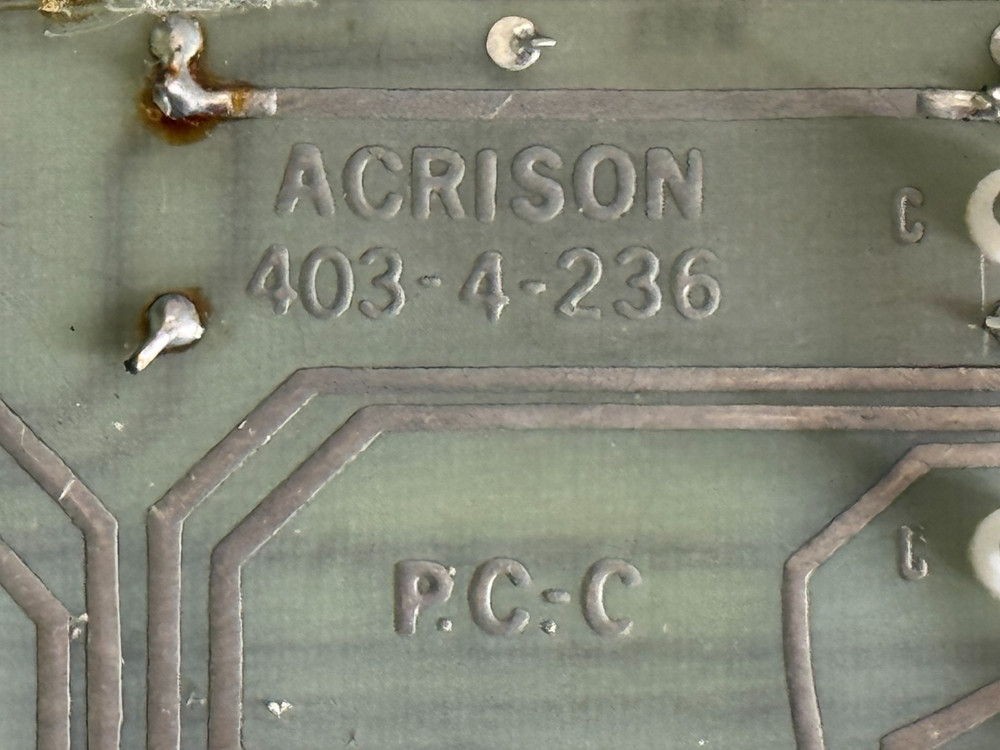 ACRISON
403-4-236
C
P.C.-C
C